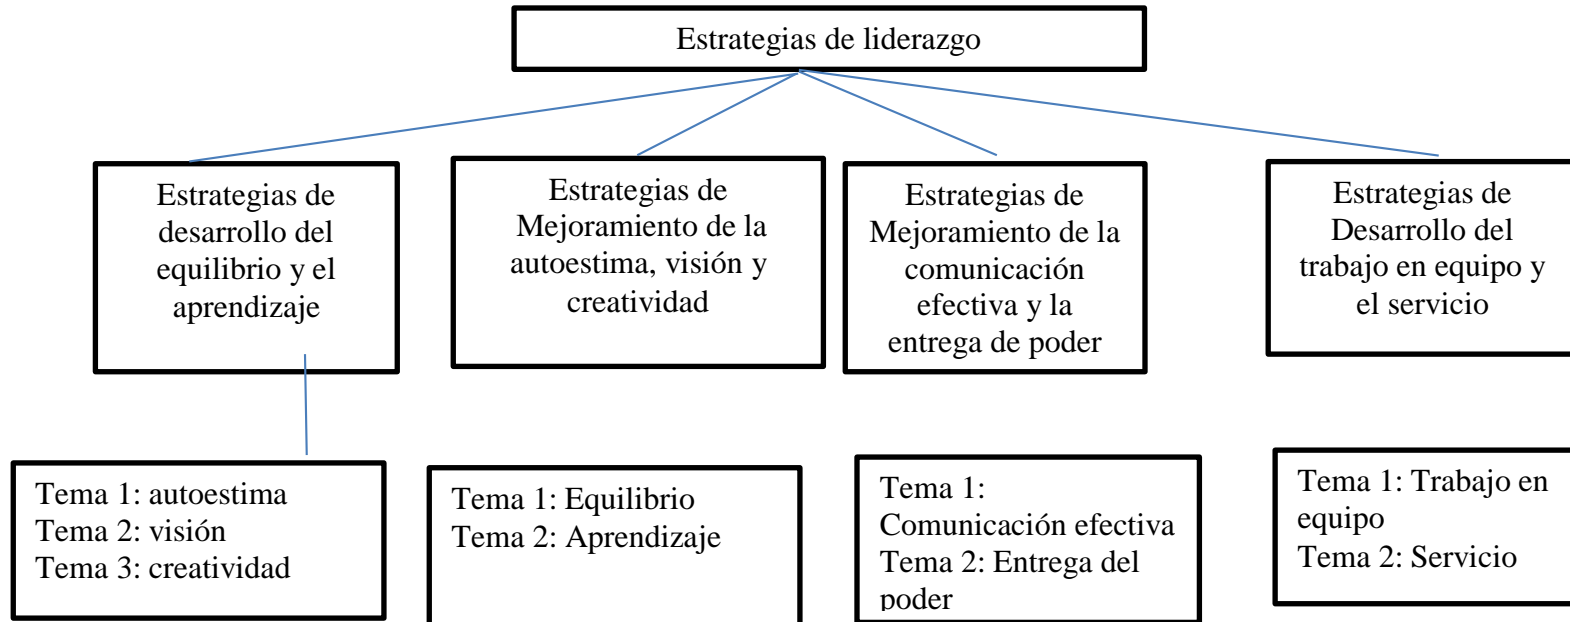 Estrategias de liderazgo
Estrategias de
desarrollo del
equilibrio y el
aprendizaje
Estrategias de
Mejoramiento de la
autoestima, visión y
creatividad
Estrategias de
Mejoramiento de la
comunicación
efectiva y la
entrega de poder
Estrategias de
Desarrollo del
trabajo en equipo y
el servicio
Tema 1: autoestima
Tema 2: visión
Tema 3: creatividad
Tema 1: Equilibrio
Tema 2: Aprendizaje
Tema 1:
Comunicación efectiva
Tema 2: Entrega del
poder
Tema 1: Trabajo en
equipo
Tema 2: Servicio